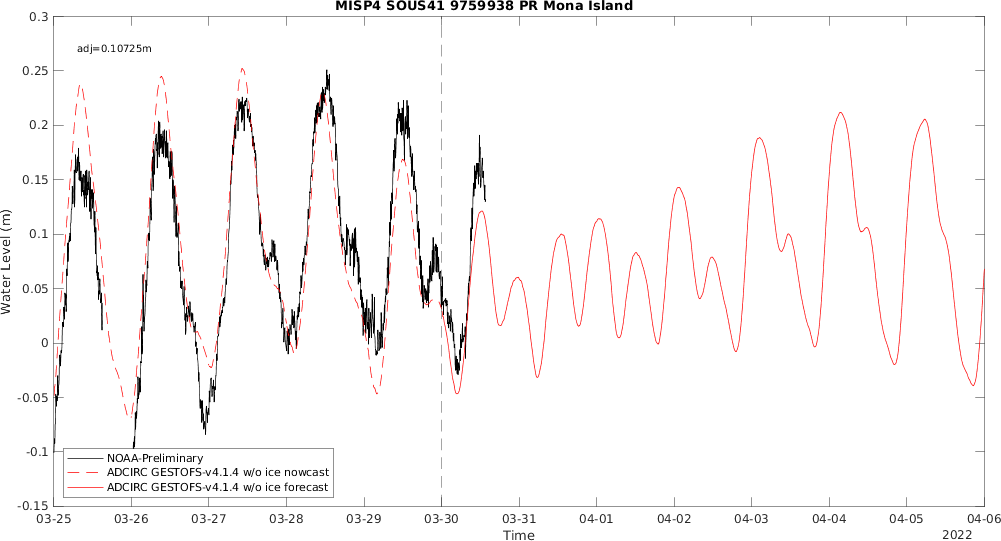 MISP4 SOUS41 9759938 PR Mona Island
adj=0.10725m
0.3
0.25
0.2
0.15
0.1
0.05
0
-0.05
-0.1
-0.15
Water Level (m)
NOAA-Preliminary
ADCIRC GESTOFS-v4.1.4 w/o ice nowcast
ADCIRC GESTOFS-v4.1.4 w/o ice forecast
03-25 03-26 03-27 03-28 03-29 03-30 03-31 04-01 04-02 04-03 04-04 04-05 04-06
Time
2022